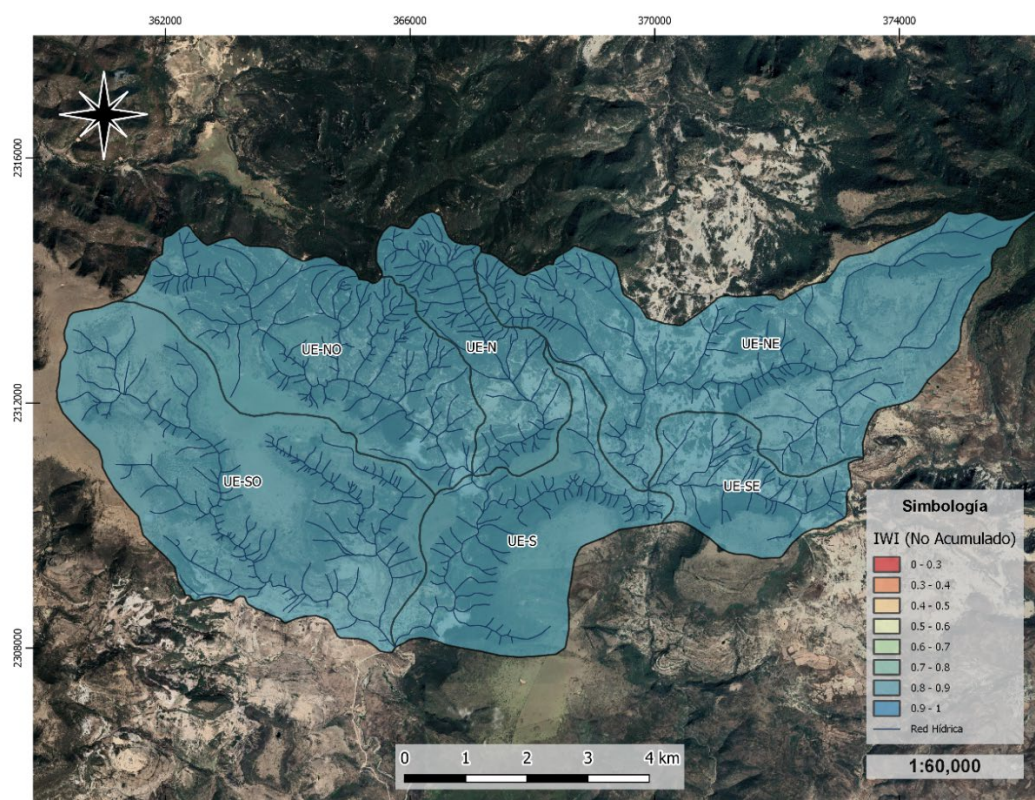 362000
366000
370000
374000
2316000
2312000
2308000
UE-NO
UE-N
UE-NE
UE-SO
UE-S
UE-SE
Simbología
IWI (No Acumulado)
0 - 0.3
0.3 - 0.4
0.4 - 0.5
0.5 - 0.6
0.6 - 0.7
0.7 - 0.8
0.8 - 0.9
0.9 - 1
Red Hídrica
0 1 2 3 4 km
1:60,000